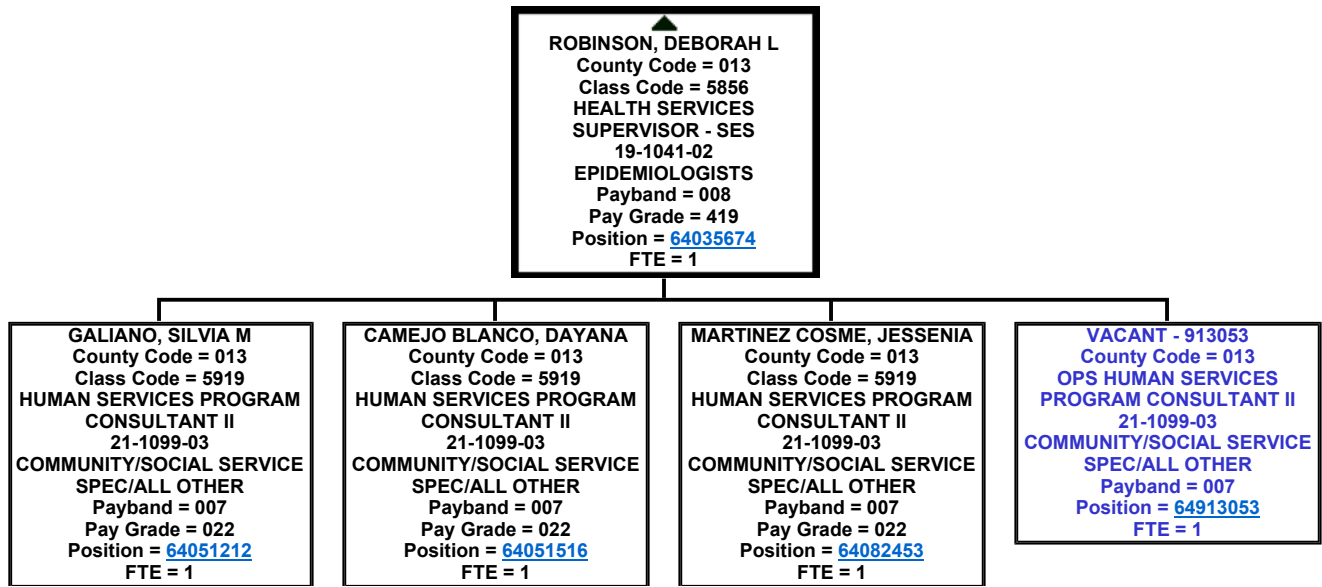 ROBINSON, DEBORAH L
County Code = 013
Class Code = 5856
HEALTH SERVICES
SUPERVISOR - SES
19-1041-02
EPIDEMIOLOGISTS
Payband = 008
Pay Grade = 419
Position = 64035674
FTE = 1
GALIANO, SILVIA M
County Code = 013
Class Code = 5919
HUMAN SERVICES PROGRAM
CONSULTANT II
21-1099-03
COMMUNITY/SOCIAL SERVICE
SPEC/ALL OTHER
Payband = 007
Pay Grade = 022
Position = 64051212
FTE = 1
CAMEJO BLANCO, DAYANA
County Code = 013
Class Code = 5919
HUMAN SERVICES PROGRAM
CONSULTANT II
21-1099-03
COMMUNITY/SOCIAL SERVICE
SPEC/ALL OTHER
Payband = 007
Pay Grade = 022
Position = 64051516
FTE = 1
MARTINEZ COSME, JESSENIA
County Code = 013
Class Code = 5919
HUMAN SERVICES PROGRAM
CONSULTANT II
21-1099-03
COMMUNITY/SOCIAL SERVICE
SPEC/ALL OTHER
Payband = 007
Pay Grade = 022
Position = 64082453
FTE = 1
VACANT - 913053
County Code = 013
OPS HUMAN SERVICES
PROGRAM CONSULTANT II
21-1099-03
COMMUNITY/SOCIAL SERVICE
SPEC/ALL OTHER
Payband = 007
Position = 64913053
FTE = 1